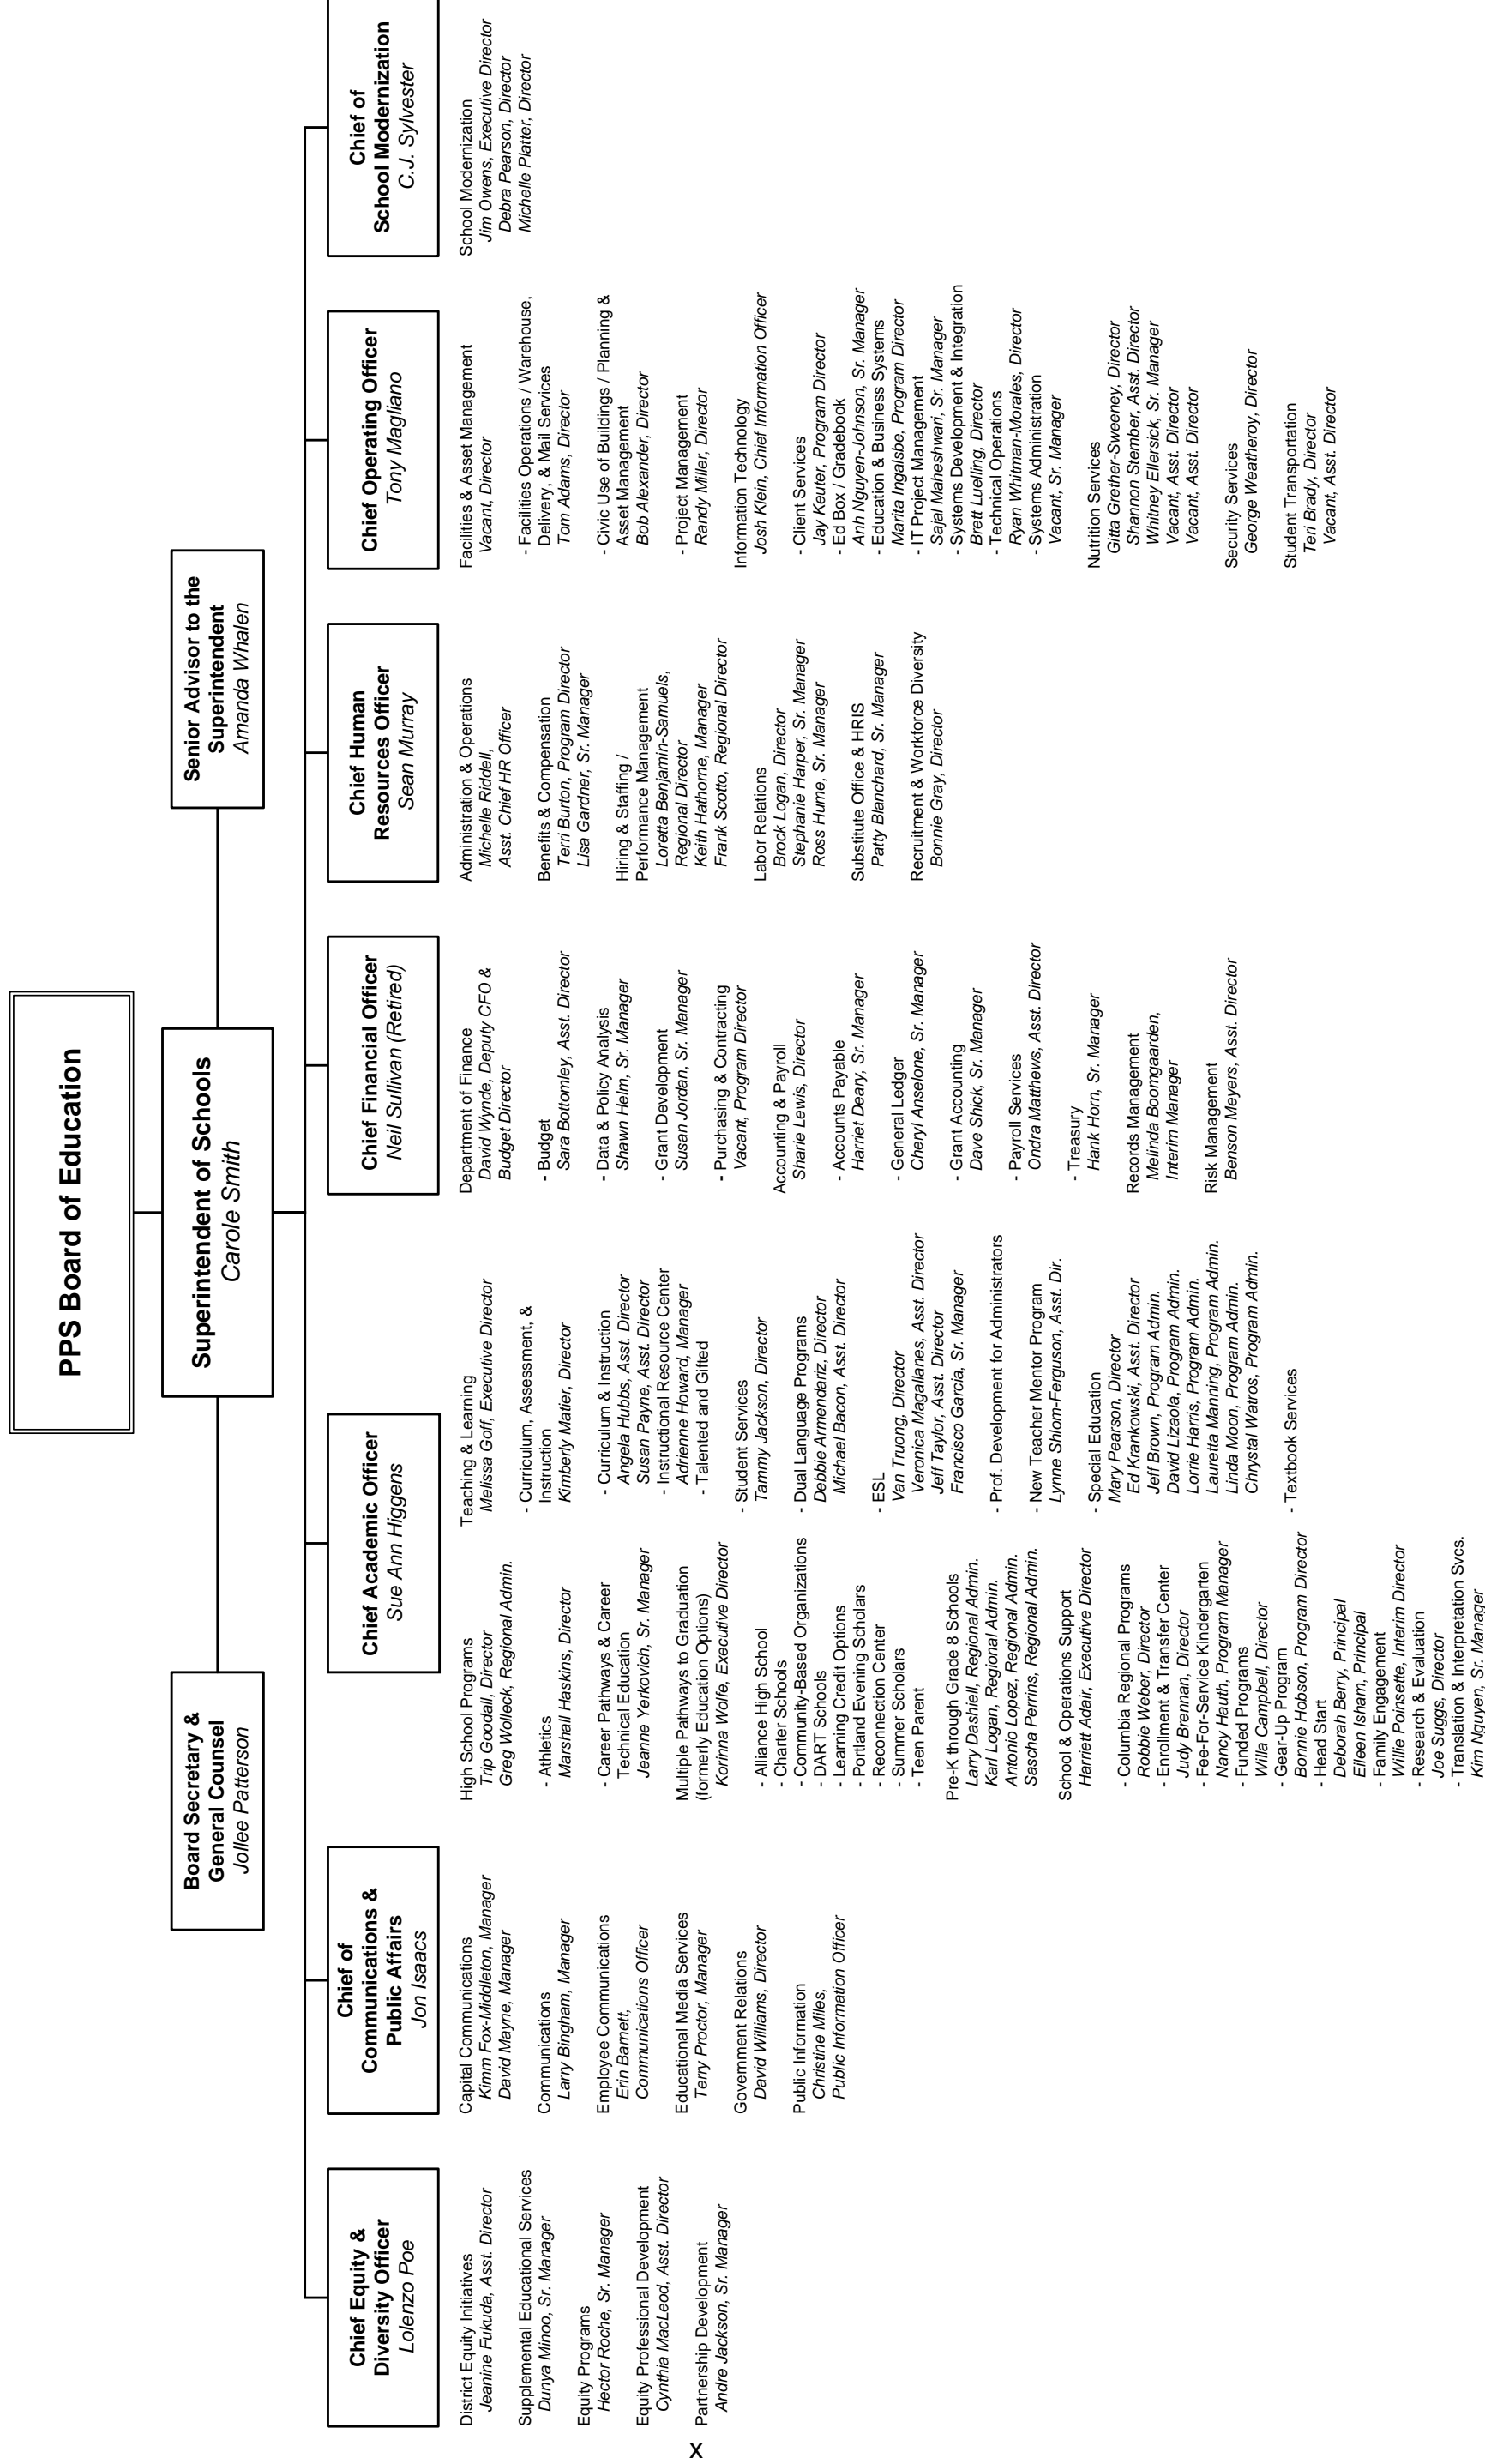 PPS Board of Education
Superintendent of Schools
Carole Smith
Board Secretary &
General Counsel
Jollee Patterson
Senior Advisor to the
Superintendent
Amanda Whalen
Chief Equity &
Diversity Officer
Lolenzo Poe
District Equity Initiatives
Jeanine Fukuda, Asst. Director
Supplemental Educational Services
Dunya Minoo, Sr. Manager
Equity Programs
Hector Roche, Sr. Manager
Equity Professional Development
Cynthia MacLeod, Asst. Director
Partnership Development
Andre Jackson, Sr. Manager
Chief of
Communications &
Public Affairs
Jon Isaacs
Capital Communications
Kimm Fox-Middleton, Manager
David Mayne, Manager
Communications
Larry Bingham, Manager
Employee Communications
Erin Barnett,
Communications Officer
Educational Media Services
Terry Proctor, Manager
Government Relations
David Williams, Director
Public Information
Christine Miles,
Public Information Officer
Chief Academic Officer
Sue Ann Higgens
High School Programs
Trip Goodall, Director
Greg Wolleck, Regional Admin.
- Athletics
Marshall Haskins, Director
- Career Pathways & Career
Technical Education
Jeanne Yerkovich, Sr. Manager
Multiple Pathways to Graduation
(formerly Education Options)
Korinna Wolfe, Executive Director
- Alliance High School
- Charter Schools
- Community-Based Organizations
- DART Schools
- Learning Credit Options
- Portland Evening Scholars
- Reconnection Center
- Summer Scholars
- Teen Parent
Pre-K through Grade 8 Schools
Larry Dashiell, Regional Admin.
Karl Logan, Regional Admin.
Antonio Lopez, Regional Admin.
Sascha Perrins, Regional Admin.
School & Operations Support
Harriett Adair, Executive Director
- Columbia Regional Programs
Robbie Weber, Director
- Enrollment & Transfer Center
Judy Brennan, Director
- Fee-For-Service Kindergarten
Nancy Hauth, Program Manager
- Funded Programs
Willa Campbell, Director
- Gear-Up Program
Bonnie Hobson, Program Director
- Head Start
Deborah Berry, Principal
Eileen Isham, Principal
- Family Engagement
Willie Poinsette, Interim Director
- Research & Evaluation
Joe Suggs, Director
- Translation & Interpretation Svcs.
Kim Nguyen, Sr. Manager
Teaching & Learning
Melissa Goff, Executive Director
- Curriculum, Assessment, &
Instruction
Kimberly Matier, Director
- Curriculum & Instruction
Angela Hubbs, Asst. Director
Susan Payne, Asst. Director
- Instructional Resource Center
Adrienne Howard, Manager
- Talented and Gifted
- Student Services
Tammy Jackson, Director
- Dual Language Programs
Debbie Armendariz, Director
Michael Bacon, Asst. Director
- ESL
Van Truong, Director
Veronica Magallanes, Asst. Director
Jeff Taylor, Asst. Director
Francisco Garcia, Sr. Manager
- Prof. Development for Administrators
- New Teacher Mentor Program
Lynne Shlom-Ferguson, Asst. Dir.
- Special Education
Mary Pearson, Director
Ed Krankowski, Asst. Director
Jeff Brown, Program Admin.
David Lizaola, Program Admin.
Lorrie Harris, Program Admin.
Lauretta Manning, Program Admin.
Linda Moon, Program Admin.
Chrystal Watros, Program Admin.
- Textbook Services
Chief Financial Officer
Neil Sullivan (Retired)
Department of Finance
David Wynde, Deputy CFO &
Budget Director
- Budget
Sara Bottomley, Asst. Director
- Data & Policy Analysis
Shawn Helm, Sr. Manager
- Grant Development
Susan Jordan, Sr. Manager
- Purchasing & Contracting
Vacant, Program Director
Accounting & Payroll
Sharie Lewis, Director
- Accounts Payable
Harriet Deary, Sr. Manager
- General Ledger
Cheryl Anselone, Sr. Manager
- Grant Accounting
Dave Shick, Sr. Manager
- Payroll Services
Ondra Matthews, Asst. Director
- Treasury
Hank Horn, Sr. Manager
Records Management
Melinda Boomgaarden,
Interim Manager
Risk Management
Benson Meyers, Asst. Director
Chief Human
Resources Officer
Sean Murray
Administration & Operations
Michelle Riddell,
Asst. Chief HR Officer
Benefits & Compensation
Terri Burton, Program Director
Lisa Gardner, Sr. Manager
Hiring & Staffing /
Performance Management
Loretta Benjamin-Samuels,
Regional Director
Keith Hathorne, Manager
Frank Scotto, Regional Director
Labor Relations
Brock Logan, Director
Stephanie Harper, Sr. Manager
Ross Hume, Sr. Manager
Substitute Office & HRIS
Patty Blanchard, Sr. Manager
Recruitment & Workforce Diversity
Bonnie Gray, Director
Chief Operating Officer
Tony Magliano
Facilities & Asset Management
Vacant, Director
- Facilities Operations / Warehouse,
Delivery, & Mail Services
Tom Adams, Director
- Civic Use of Buildings / Planning &
Asset Management
Bob Alexander, Director
- Project Management
Randy Miller, Director
Information Technology
Josh Klein, Chief Information Officer
- Client Services
Jay Keuter, Program Director
- Ed Box / Gradebook
Anh Nguyen-Johnson, Sr. Manager
- Education & Business Systems
Marita Ingalsbe, Program Director
- IT Project Management
Sajal Maheshwari, Sr. Manager
- Systems Development & Integration
Brett Luelling, Director
- Technical Operations
Ryan Whitman-Morales, Director
- Systems Administration
Vacant, Sr. Manager
Nutrition Services
Gitta Grether-Sweeney, Director
Shannon Stember, Asst. Director
Whitney Ellersick, Sr. Manager
Vacant, Asst. Director
Vacant, Asst. Director
Security Services
George Weatheroy, Director
Student Transportation
Teri Brady, Director
Vacant, Asst. Director
Chief of
School Modernization
C.J. Sylvester
School Modernization
Jim Owens, Executive Director
Debra Pearson, Director
Michelle Platter, Director
x